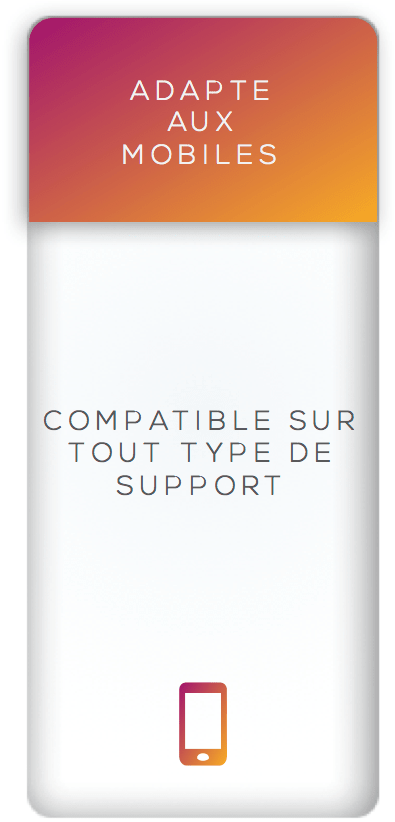 ADAPTE
AUX
MOBILES
COMPATIBLE SUR
TOUT TYPE DE
SUPPORT